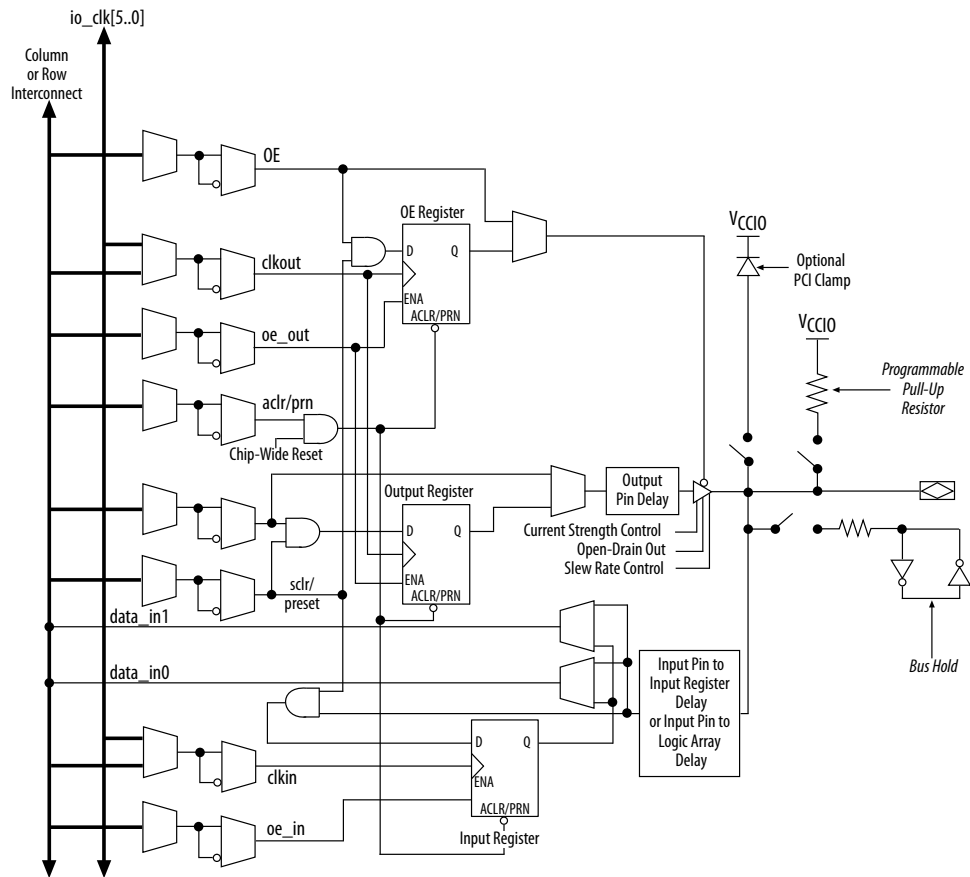 io_clk[5..0]
Column
or Row
Interconnect
OE
OE Register
D
Q
ENA
ACLR/PRN
clkout
oe_out
aclr/prn
Chip-Wide Reset
VCCIO
Optional
PCI Clamp
VCCIO
Programmable
Pull-Up
Resistor
Output Register
D
Q
ENA
ACLR/PRN
Output
Pin Delay
Current Strength Control
Open-Drain Out
Slew Rate Control
sclr/
preset
data_in1
data_in0
Bus Hold
Input Pin to
Input Register
Delay
or Input Pin to
Logic Array
Delay
D
Q
ENA
ACLR/PRN
Input Register
clkin
oe_in